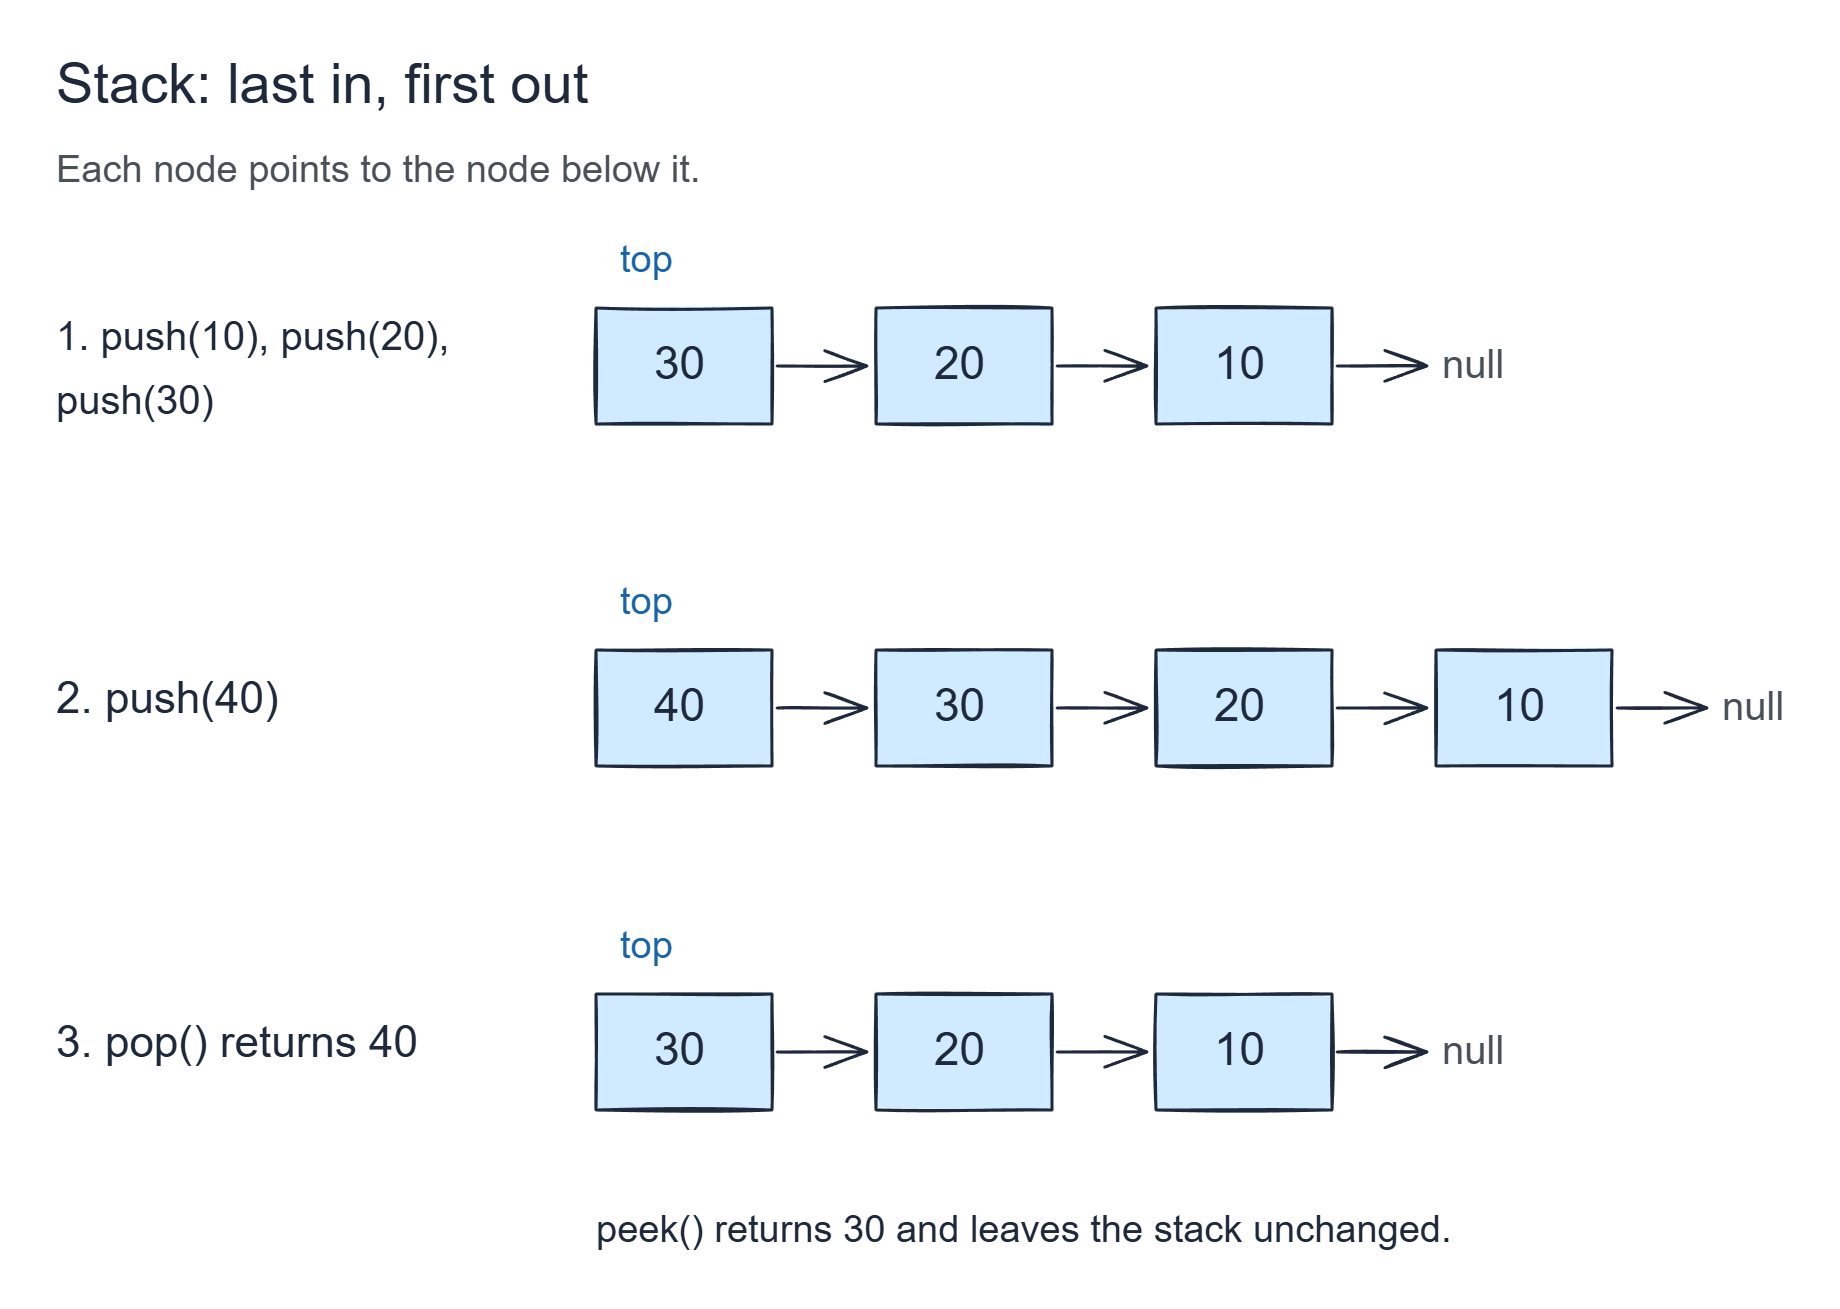 Stack: last in, first out
Each node points to the node below it.
top
1. push(10), push(20),
push(30)
30
20
10
null
top
2. push(40)
40
30
20
10
null
top
3. pop() returns 40
30
20
10
null
peek() returns 30 and leaves the stack unchanged.